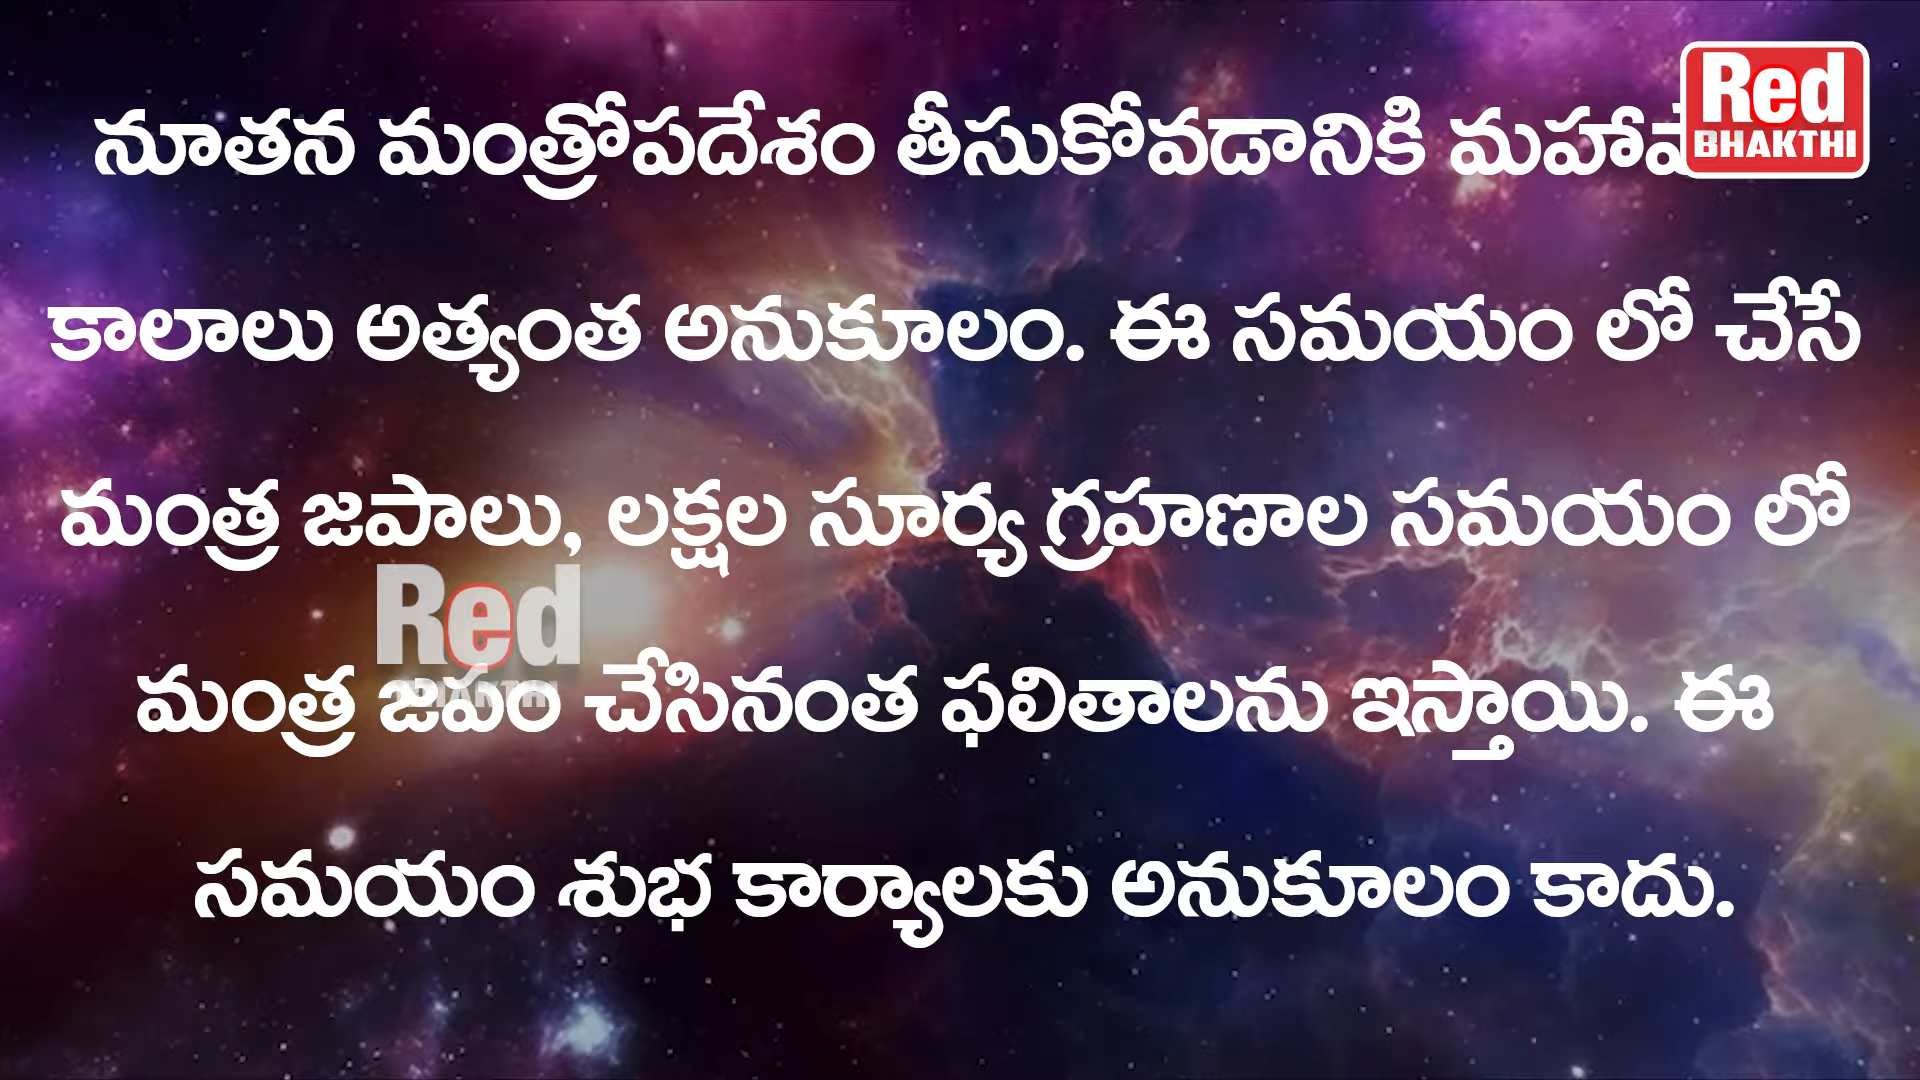 Red
BHAKTHI
నూతన మంత్రోపదేశం తీసుకోవడానికి
కాలాలు అత్యంత అనుకూలం. ఈ సమయం లో చేసే
మంత్ర జపాలు, లక్షల సూర్య గ్రహణాల సమయం లో
Red
BHAKTHI
మంత్ర జపం చేసినంత ఫలితాలను ఇస్తాయి. ఈ
సమయం శుభ కార్యాలకు అనుకూలం కాదు.